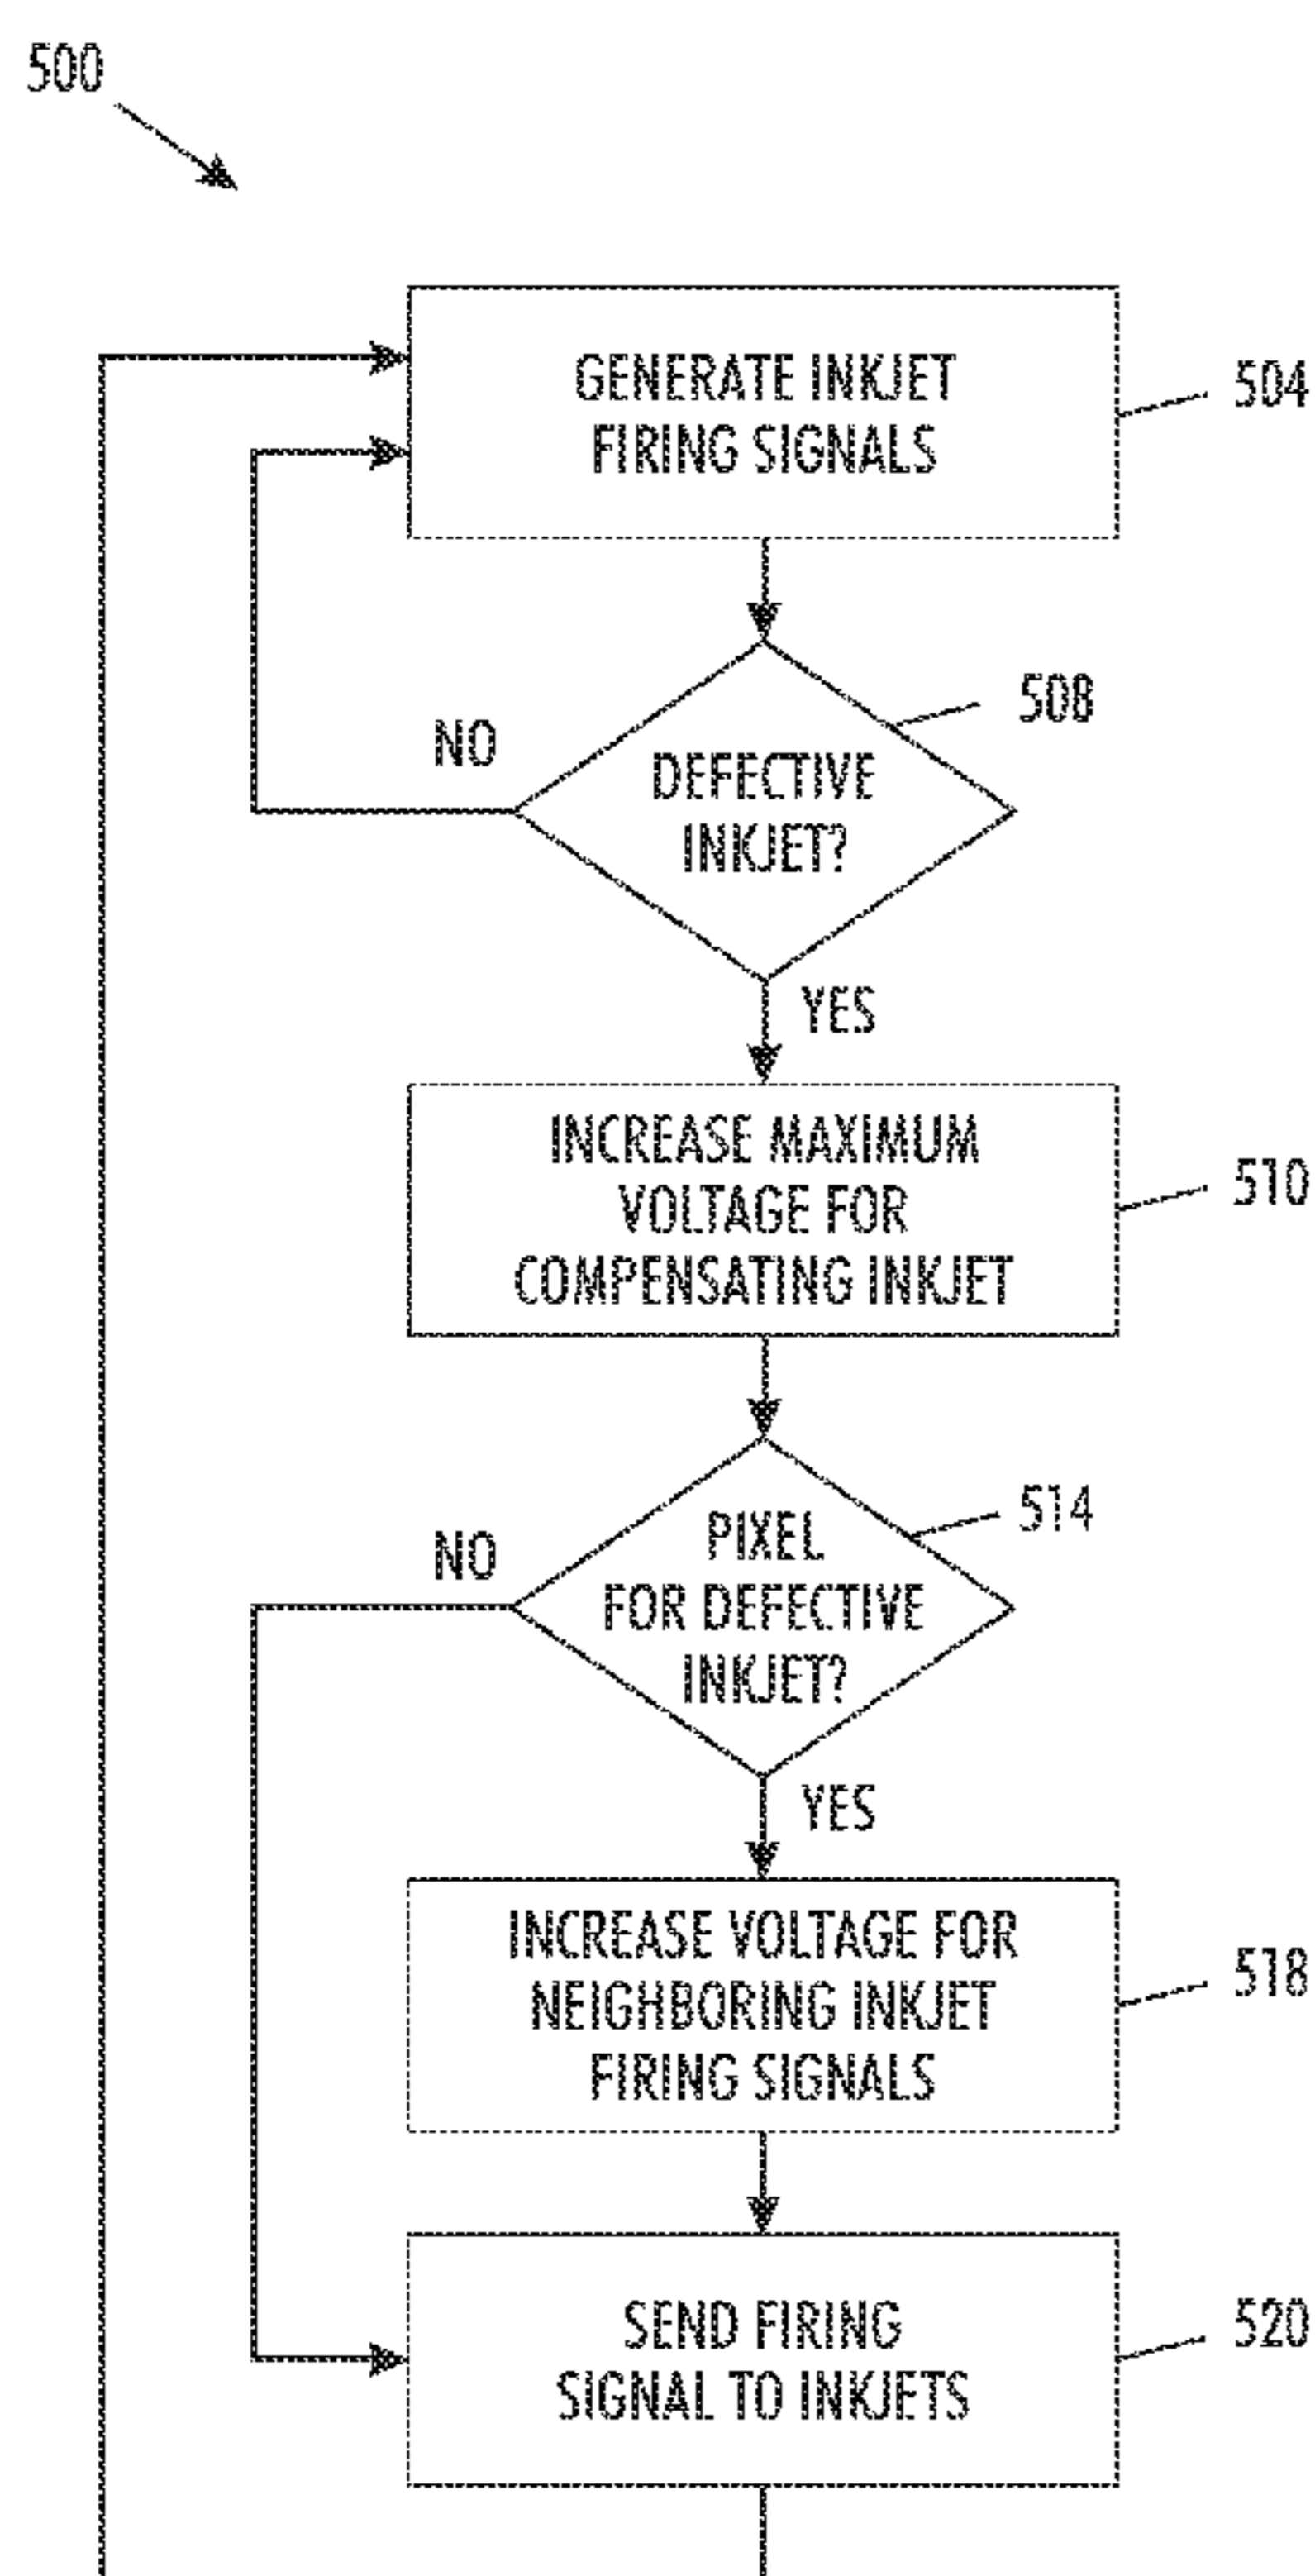 500
GENERATE INKJET
FIRING SIGNALS
504
508
NO
DEFECTIVE
INKJET?
YES
INCREASE MAXIMUM
VOLTAGE FOR
COMPENSATING INKJET
510
514
NO
PIXEL
FOR DEFECTIVE
INKJET?
YES
INCREASE VOLTAGE FOR
NEIGHBORING INKJET
FIRING SIGNALS
518
SEND FIRING
SIGNAL TO INKJETS
520